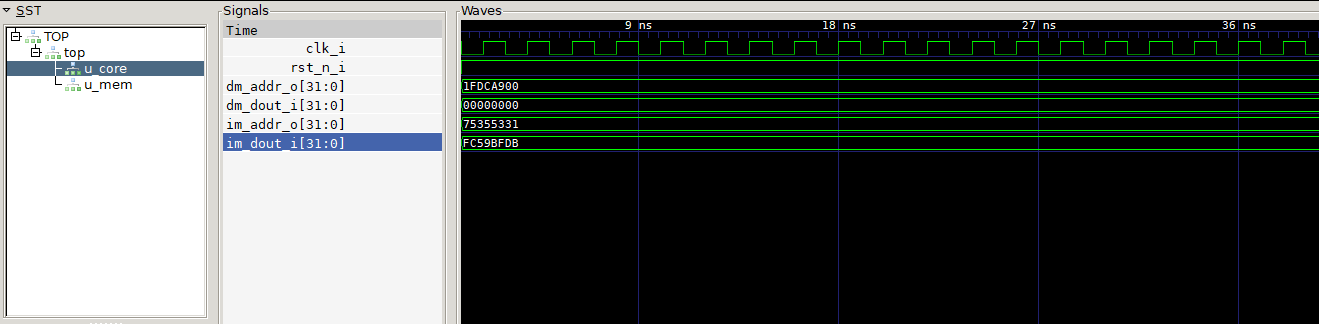 SST
TOP
top
u_core
u_mem
Signals
Time
clk_i
rst_n_i
dm_addr_o[31:0]
dm_dout_i[31:0]
im_addr_o[31:0]
im_dout_i[31:0]
Waves
9 ns 18 ns 27 ns 36 ns
1FDCA900
00000000
75355331
FC59BFDB